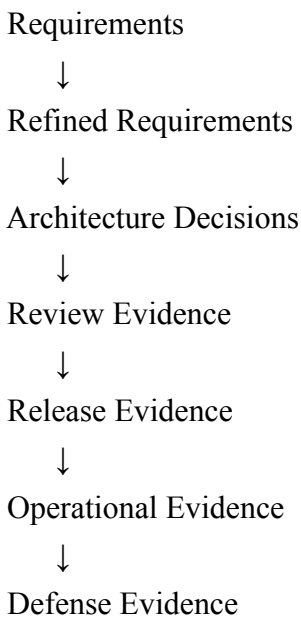 Requirements
↓
Refined Requirements
↓
Architecture Decisions
↓
Review Evidence
↓
Release Evidence
↓
Operational Evidence
↓
Defense Evidence